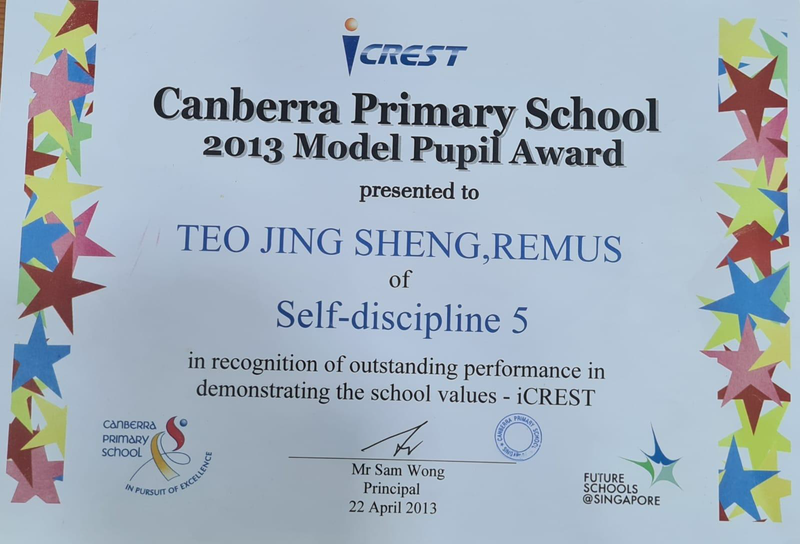 iCREST
Canberra Primary School
2013 Model Pupil Award
presented to
TEO JING SHENG,REMUS
of
Self-discipline 5
in recognition of outstanding performance in
demonstrating the school values - iCREST
CANBERRA
PRIMARY
SCHOOL
IN PURSUIT OF EXCELLENCE
CANBERRA PRIMARY SCHOOL
Mr Sam Wong
Principal
22 April 2013
FUTURE
SCHOOLS
@SINGAPORE